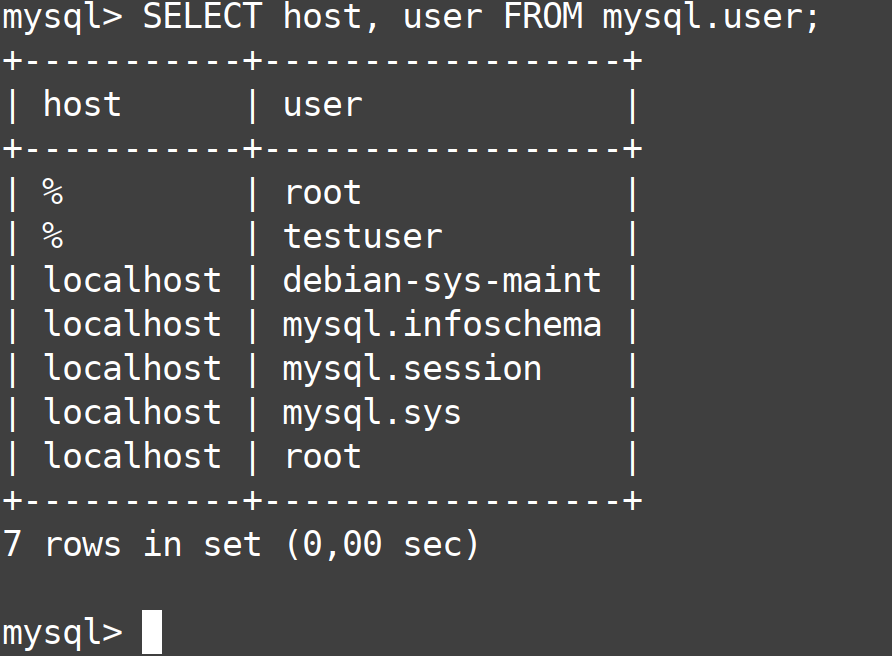 mysql> SELECT host, user FROM mysql.user;
+-----------+------------------+
| host      | user             |
+-----------+------------------+
| %         | root             |
| %         | testuser         |
| localhost | debian-sys-maint |
| localhost | mysql.infoschema |
| localhost | mysql.session    |
| localhost | mysql.sys        |
| localhost | root             |
+-----------+------------------+
7 rows in set (0,00 sec)
mysql>